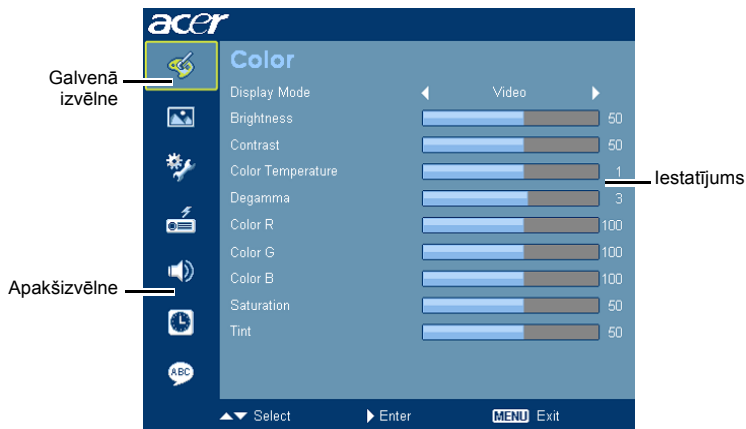 acer
Galvenā
izvēlne
Color
Display Mode Video
Brightness 50
Contrast 50
Color Temperature 1
Iestatījums
Degamma 3
Color R 100
Color G 100
Color B 100
Apakšizvēlne
Saturation 50
Tint 50
ABC
Select Enter MENU Exit